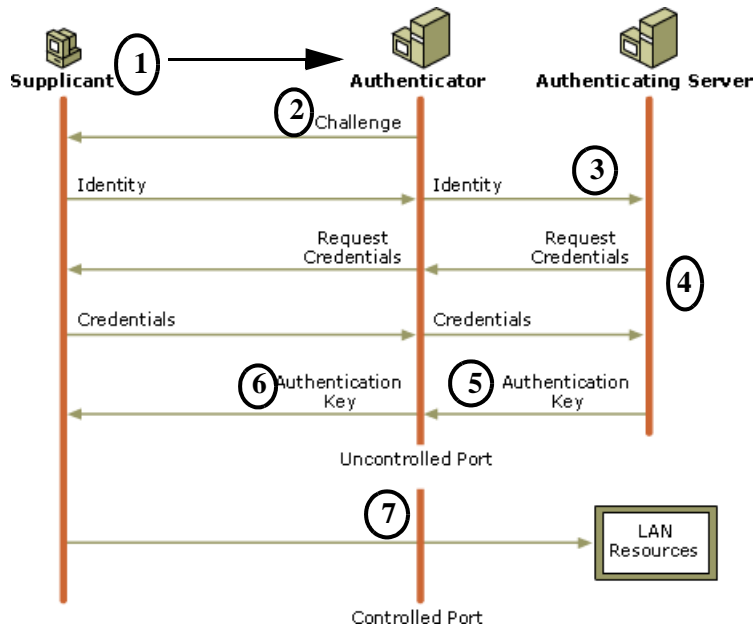 Supplicant
1
Authenticator
Authenticating Server
2
Challenge
Identity
Identity
3
Request
Credentials
Request
Credentials
4
Credentials
Credentials
6
Authentication
Key
5
Authentication
Key
Uncontrolled Port
7
LAN
Resources
Controlled Port